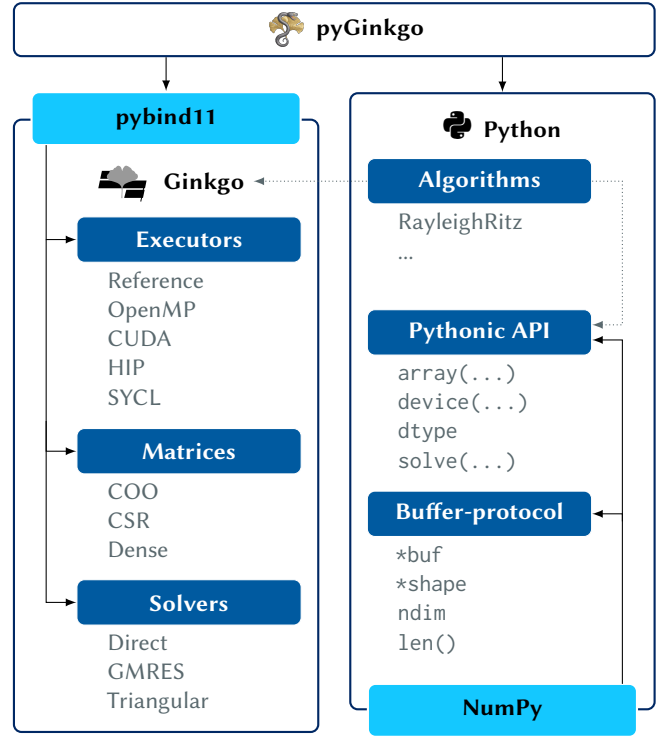 pyGinkgo
pybind11
Ginkgo
Executors
Reference
OpenMP
CUDA
HIP
SYCL
Matrices
COO
CSR
Dense
Solvers
Direct
GMRES
Triangular
Python
Algorithms
RayleighRitz
...
Pythonic API
array(...)
device(...)
dtype
solve(...)
Buffer-protocol
*buf
*shape
ndim
len()
NumPy